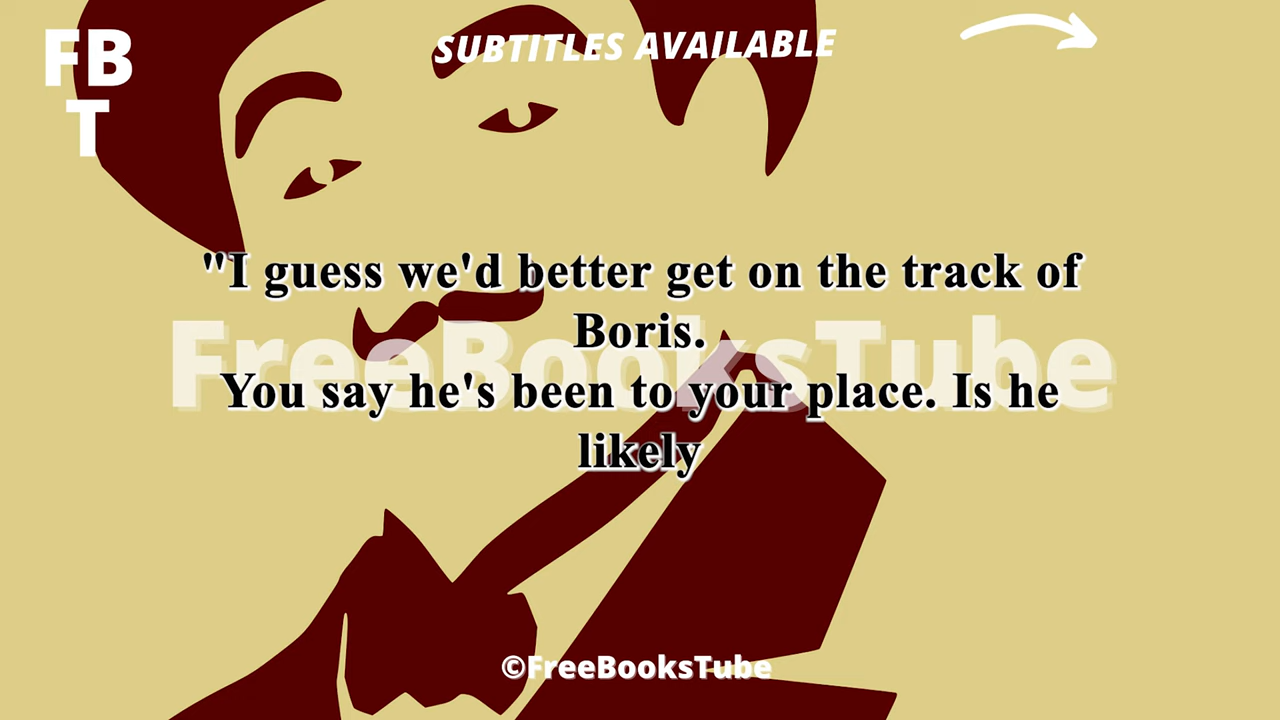 FB
T
SUBTITLES AVAILABLE
"I guess we'd better get on the track of
Boris.
FreeBooksTube
You say he's been to your place. Is he
likely
©FreeBooksTube